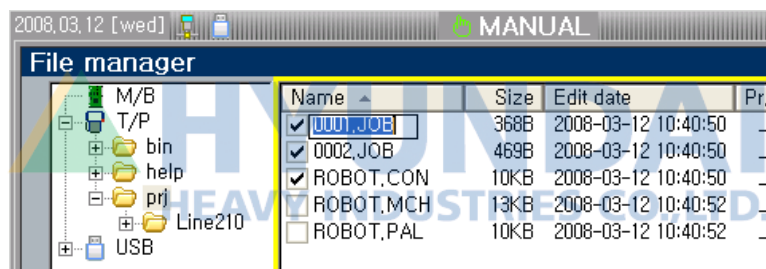 2008,03,12 [wed] MANUAL
File manager
M/B
T/P
bin
help
prj
Line210
USB
Name Size Edit date Pr
0001,JOB 368B 2008-03-12 10:40:50 _
0002,JOB 469B 2008-03-12 10:40:50 _
ROBOT,CON 10KB 2008-03-12 10:40:50 _
ROBOT,MCH 13KB 2008-03-12 10:40:52 _
ROBOT,PAL 10KB 2008-03-12 10:40:52 _
HYUNDAI
HEAVY INDUSTRIES CO.,LTD.